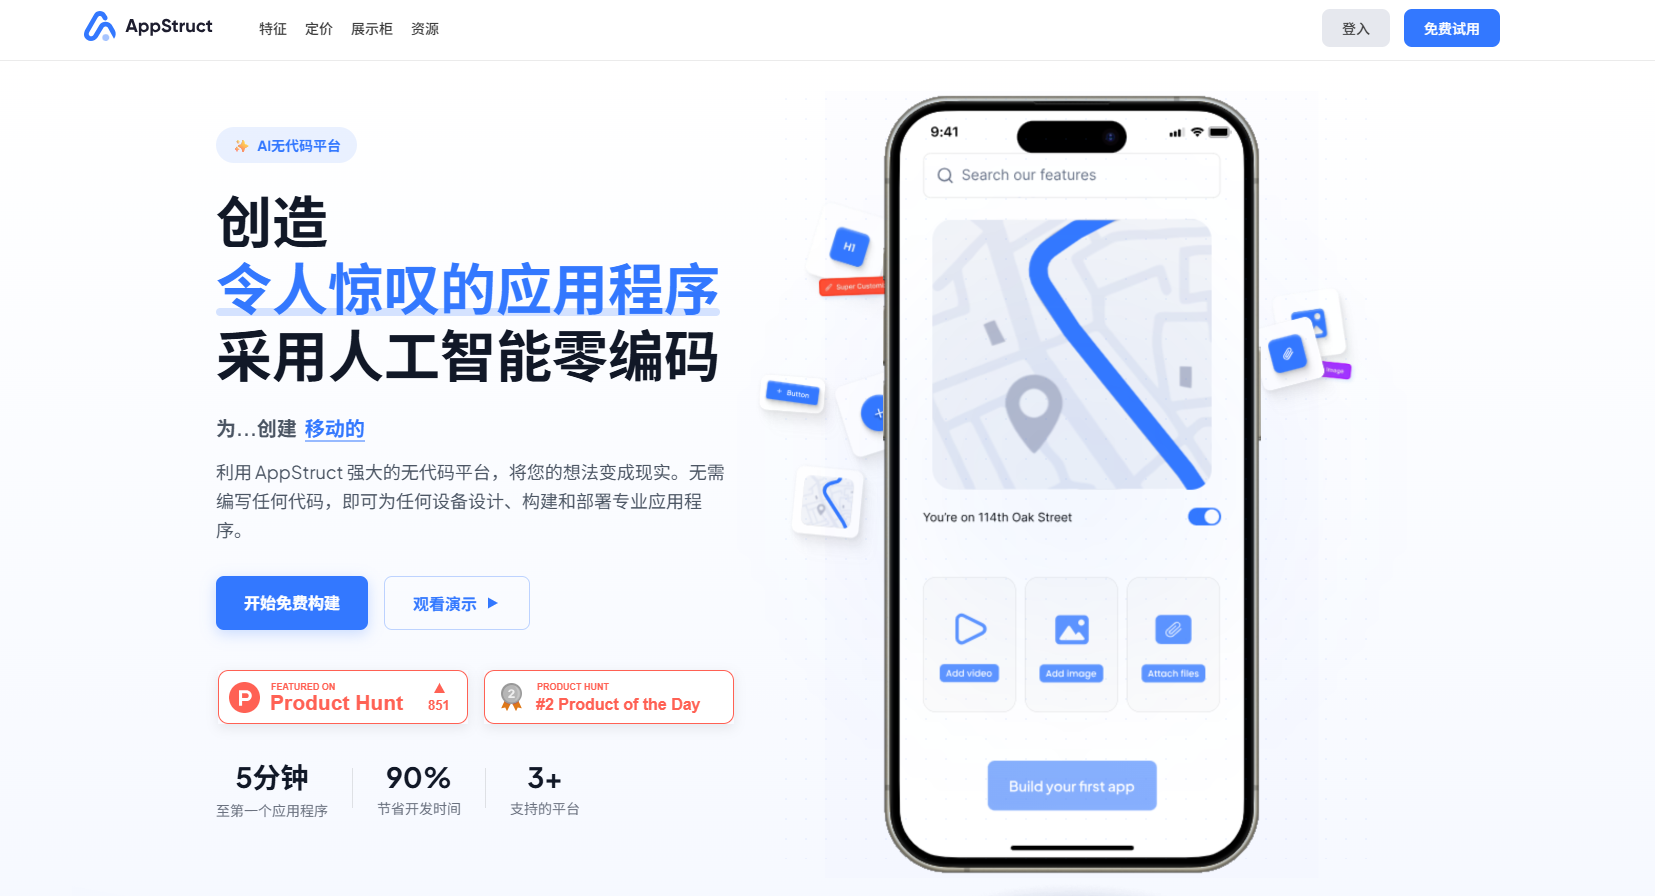 AppStruct
特征 定价 展示柜 资源
登入
免费试用
✨ AI无代码平台
创造
令人惊叹的应用程序
采用人工智能零编码
为...创建 移动的
利用 AppStruct 强大的无代码平台，将您的想法变成现实。无需
编写任何代码，即可为任何设备设计、构建和部署专业应用程
序。
开始免费构建
观看演示 ▶
FEATURED ON
Product Hunt
851
PRODUCT HUNT
2
#2 Product of the Day
5分钟
至第一个应用程序
90%
节省开发时间
3+
支持的平台
H1
Super Customi
+ Button
9:41
Search our features
You're on 114th Oak Street
Add video
Add image
Attach files
Build your first app
Image